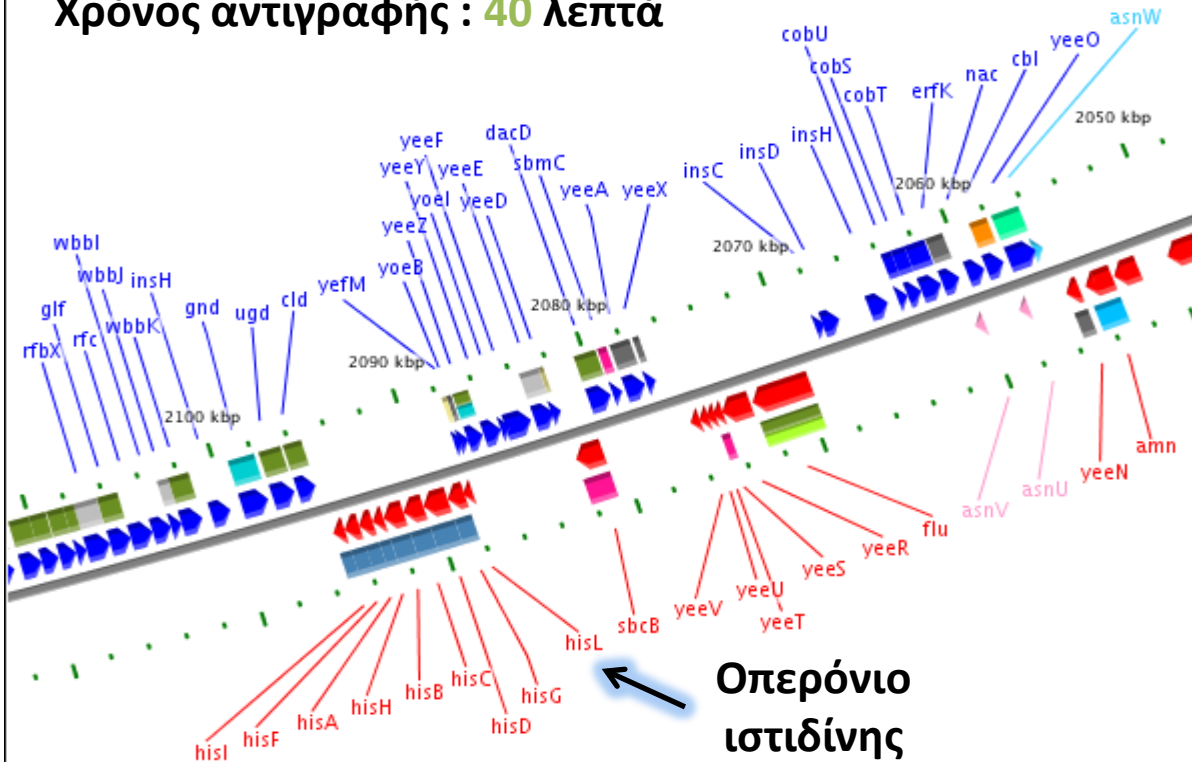 Χρόνος αντιγραφής : 40 λεπτά
asnW
cobU
yeeO
cobS
cbl
nac
cobT
erfK
2050 kbp
dacD
insH
yeeF
insD
sbmC
yeeY
yeeE
insC
2060 kbp
yeeA
yeeX
yoeI
yeeD
yeeZ
wbbI
2070 kbp
wbbJ
insH
yoeB
yefM
glf
gnd
ugd
cld
2080 kbp
wbbK
rfc
rfbX
2090 kbp
2100 kbp
amn
yeeN
asnU
asnV
flu
yeeR
yeeS
yeeU
yeeV
yeeT
sbcB
hisL
hisC
hisB
hisG
hisH
hisA
hisD
hisF
hisI
Οπερόνιο
ιστιδίνης